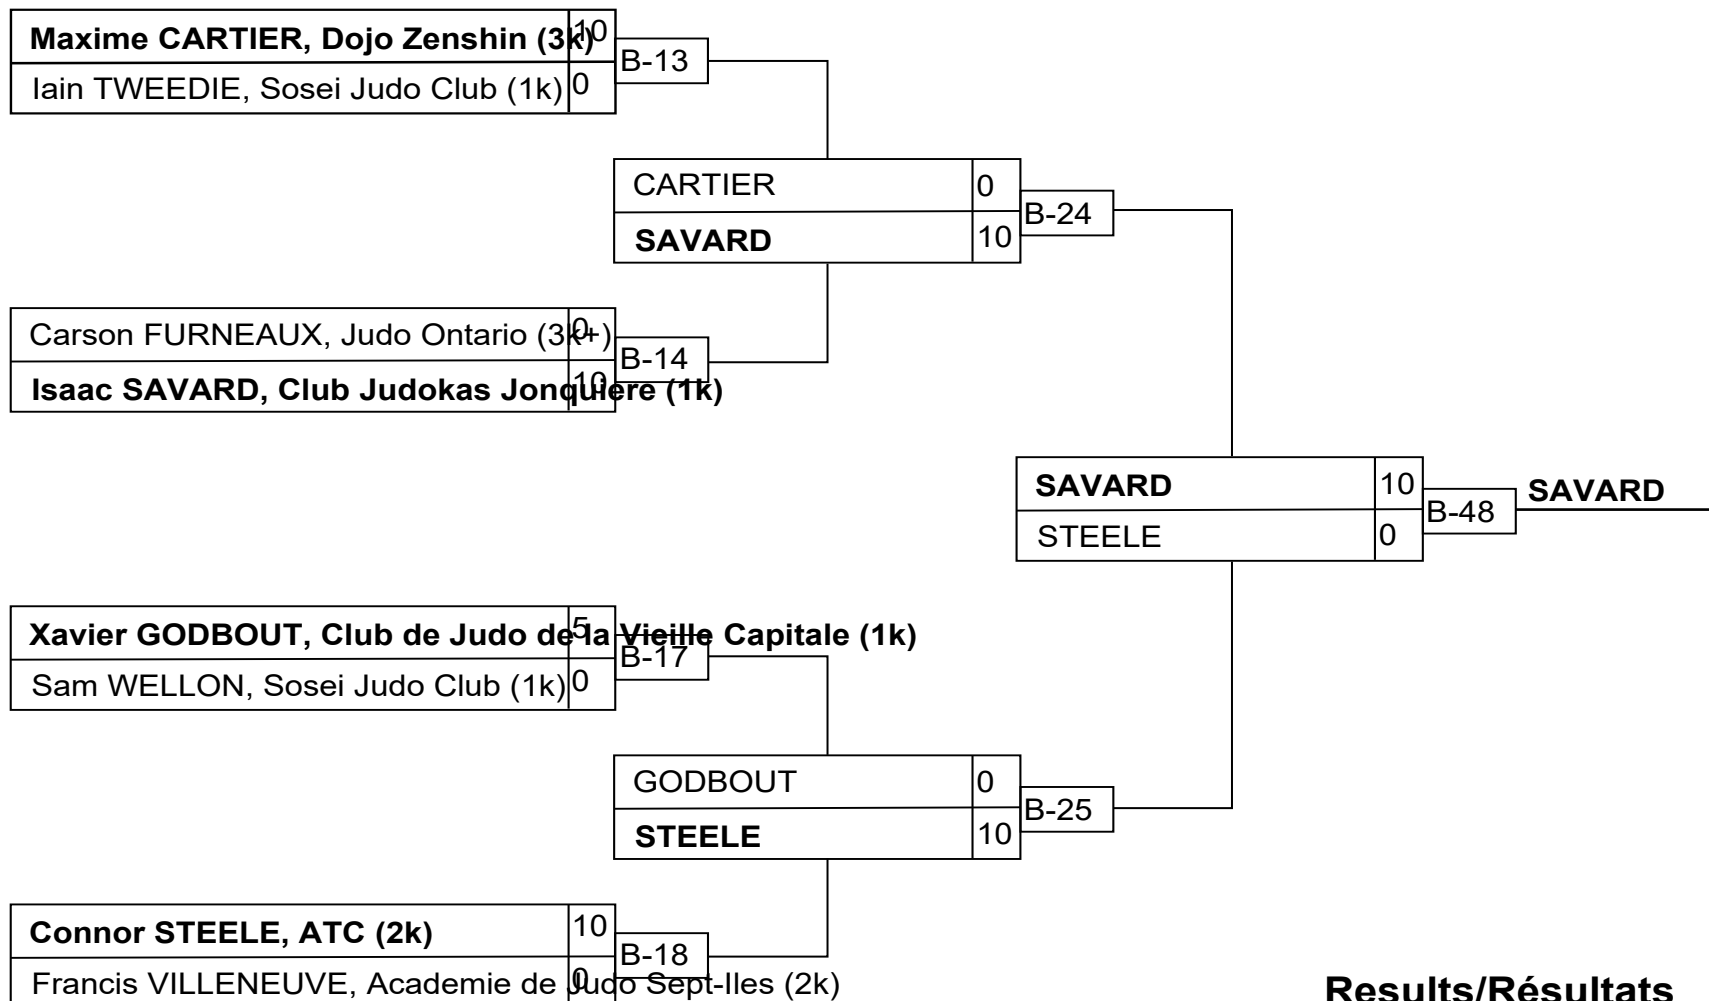 Maxime CARTIER, Dojo Zenshin (3k) 10
Iain TWEEDIE, Sosei Judo Club (1k) 0
B-13
CARTIER 0
SAVARD 10
B-24
Carson FURNEAUX, Judo Ontario (3k+) 0
Isaac SAVARD, Club Judokas Jonquiere (1k) 10
B-14
SAVARD 10
STEELE 0
B-48
SAVARD
Xavier GODBOUT, Club de Judo de la Vieille Capitale (1k) 5
Sam WELLON, Sosei Judo Club (1k) 0
B-17
GODBOUT 0
STEELE 10
B-25
Connor STEELE, ATC (2k) 10
Francis VILLENEUVE, Academie de Judo Sept-Iles (2k) 0
B-18
Results/Résultats